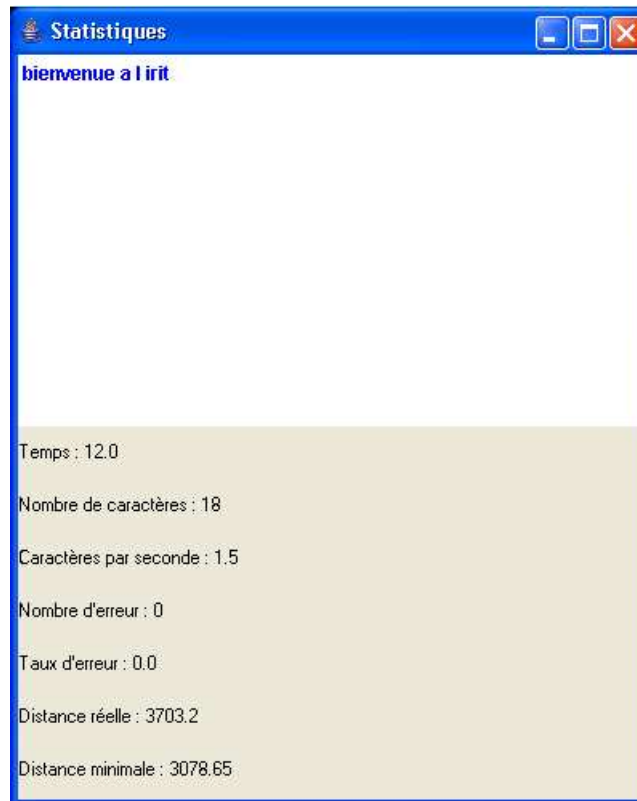 Statistiques
bienvenue a l irit
Temps : 12.0
Nombre de caractères : 18
Caractères par seconde : 1.5
Nombre d'erreur : 0
Taux d'erreur : 0.0
Distance réelle : 3703.2
Distance minimale : 3078.65